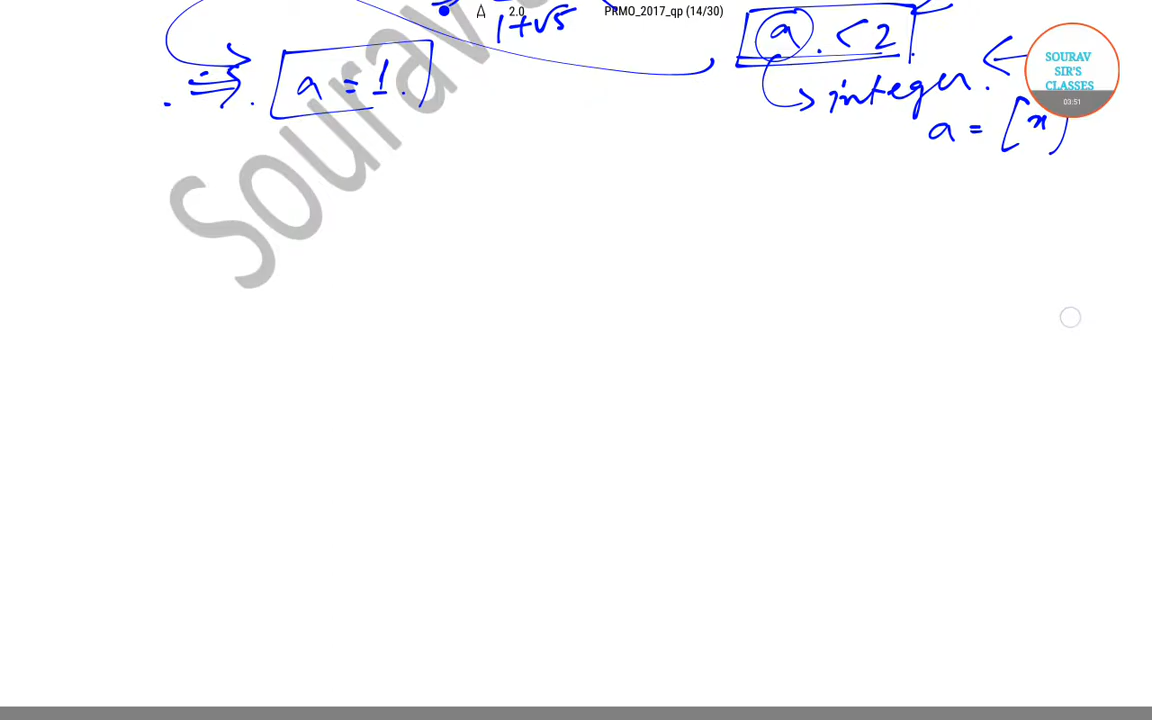 Δ 2.0 PRMO_2017_qp (14/30)
1+√5
a < 2
⇒ a = 1.
→ integer.
a = [x]
SOURAV
SIR'S
CLASSES
03:51
Sourav